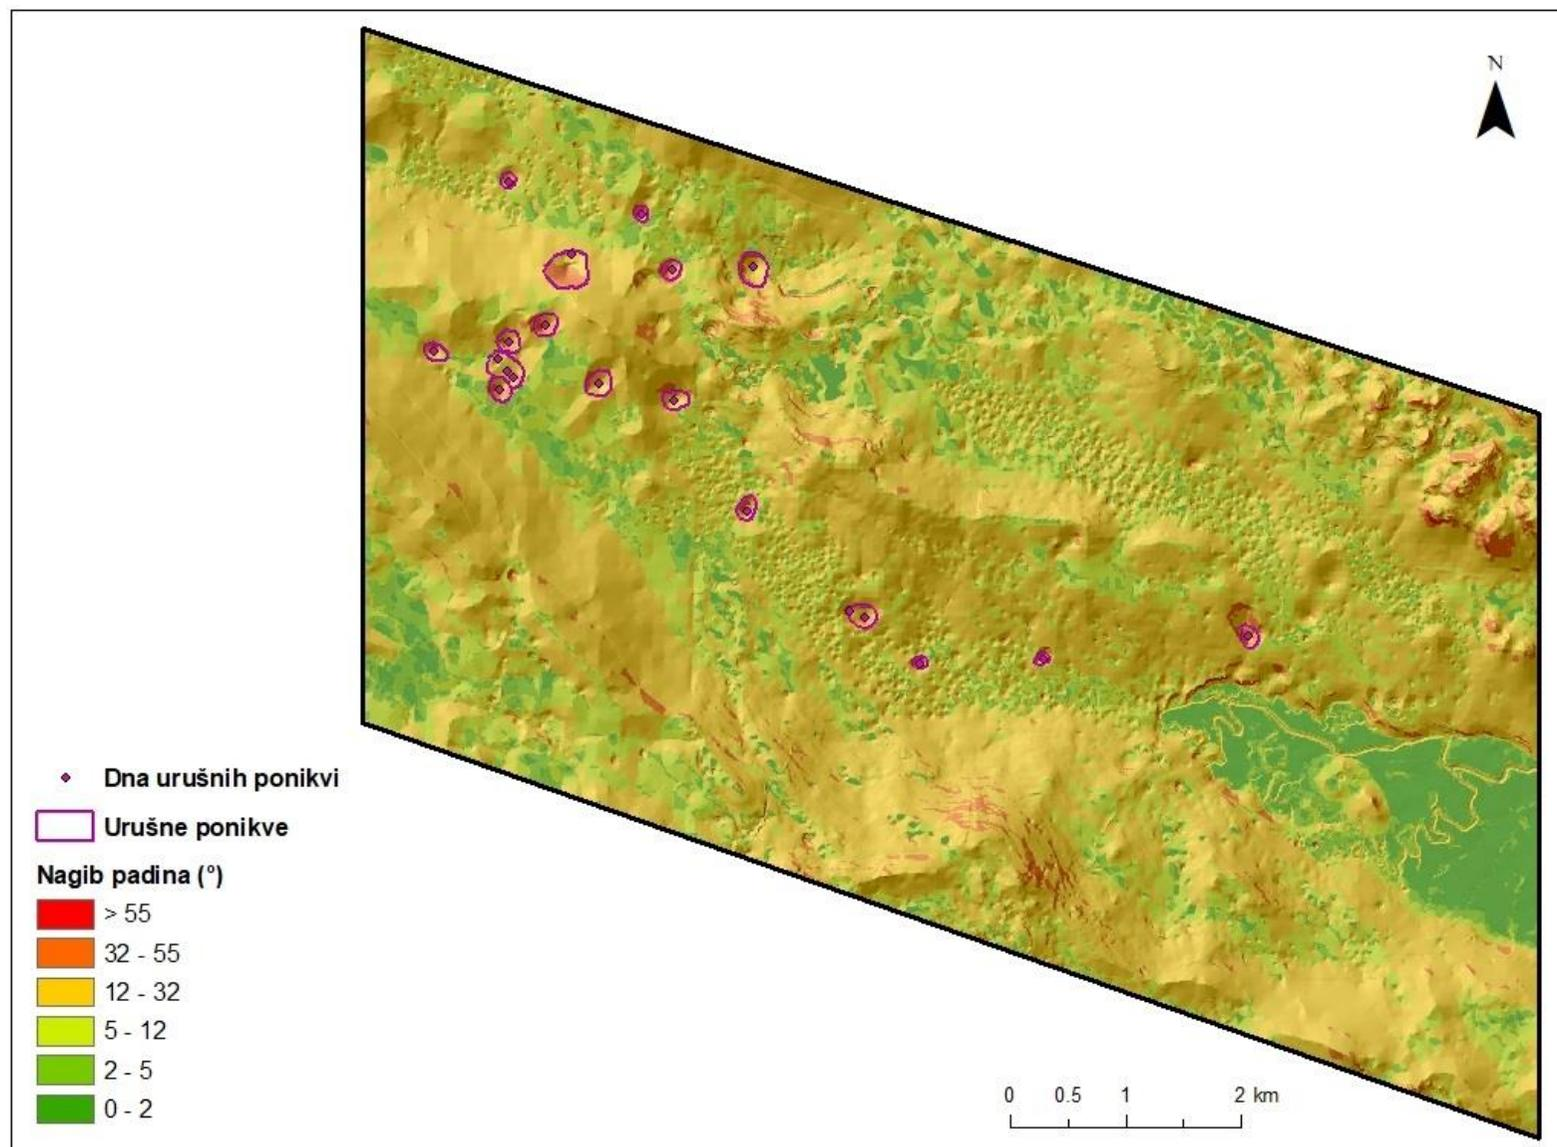 N
Dna urušnih ponikvi
Urušne ponikve
Nagib padina (°)
> 55
32 - 55
12 - 32
5 - 12
2 - 5
0 - 2
0 0.5 1 2 km